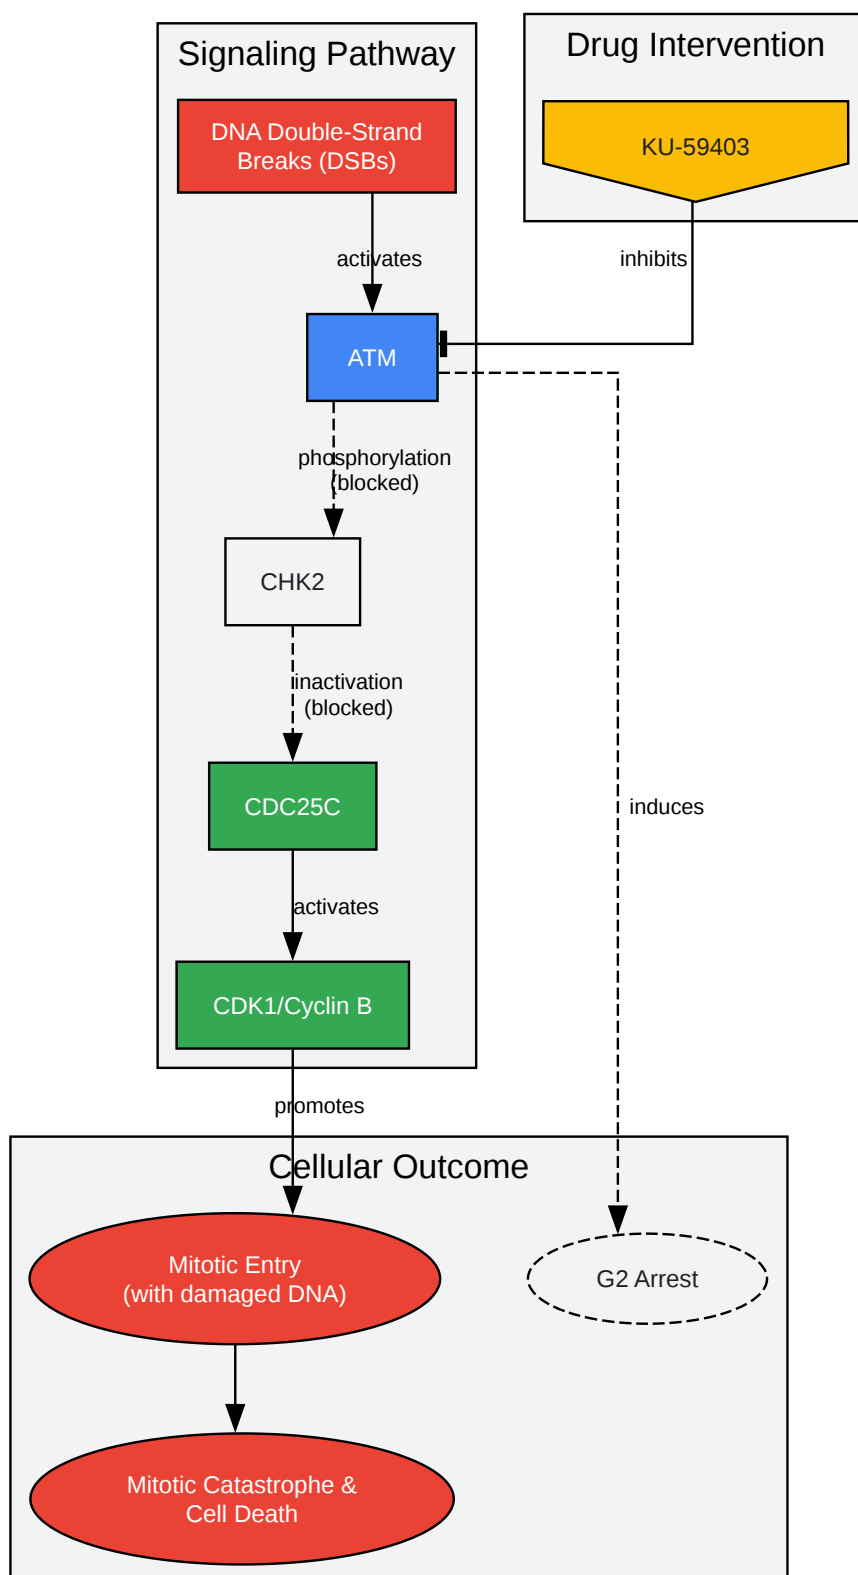 Signaling Pathway
Drug Intervention
DNA Double-Strand
Breaks (DSBs)
KU-59403
activates
inhibits
ATM
phosphorylation
(blocked)
CHK2
inactivation
(blocked)
CDC25C
induces
activates
CDK1/Cyclin B
promotes
Cellular Outcome
Mitotic Entry
(with damaged DNA)
G2 Arrest
Mitotic Catastrophe &
Cell Death